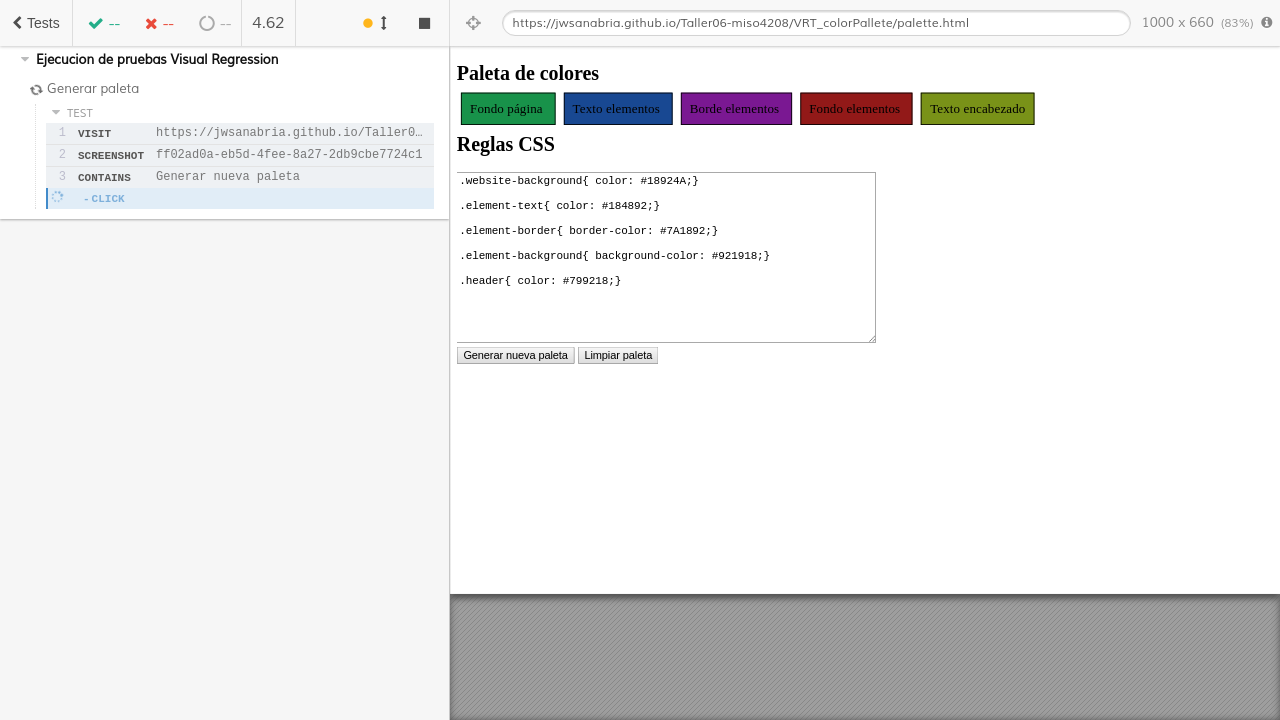 Tests -- -- -- 4.62
Ejecucion de pruebas Visual Regression
Generar paleta
TEST
1 VISIT https://jwsanabria.github.io/Taller0…
2 SCREENSHOT ff02ad0a-eb5d-4fee-8a27-2db9cbe7724c1
3 CONTAINS Generar nueva paleta
- CLICK
https://jwsanabria.github.io/Taller06-miso4208/VRT_colorPallete/palette.html 1000 x 660 (83%)
Paleta de colores
Fondo página Texto elementos Borde elementos Fondo elementos Texto encabezado
Reglas CSS
.website-background{ color: #18924A;}
.element-text{ color: #184892;}
.element-border{ border-color: #7A1892;}
.element-background{ background-color: #921918;}
.header{ color: #799218;}
Generar nueva paleta Limpiar paleta